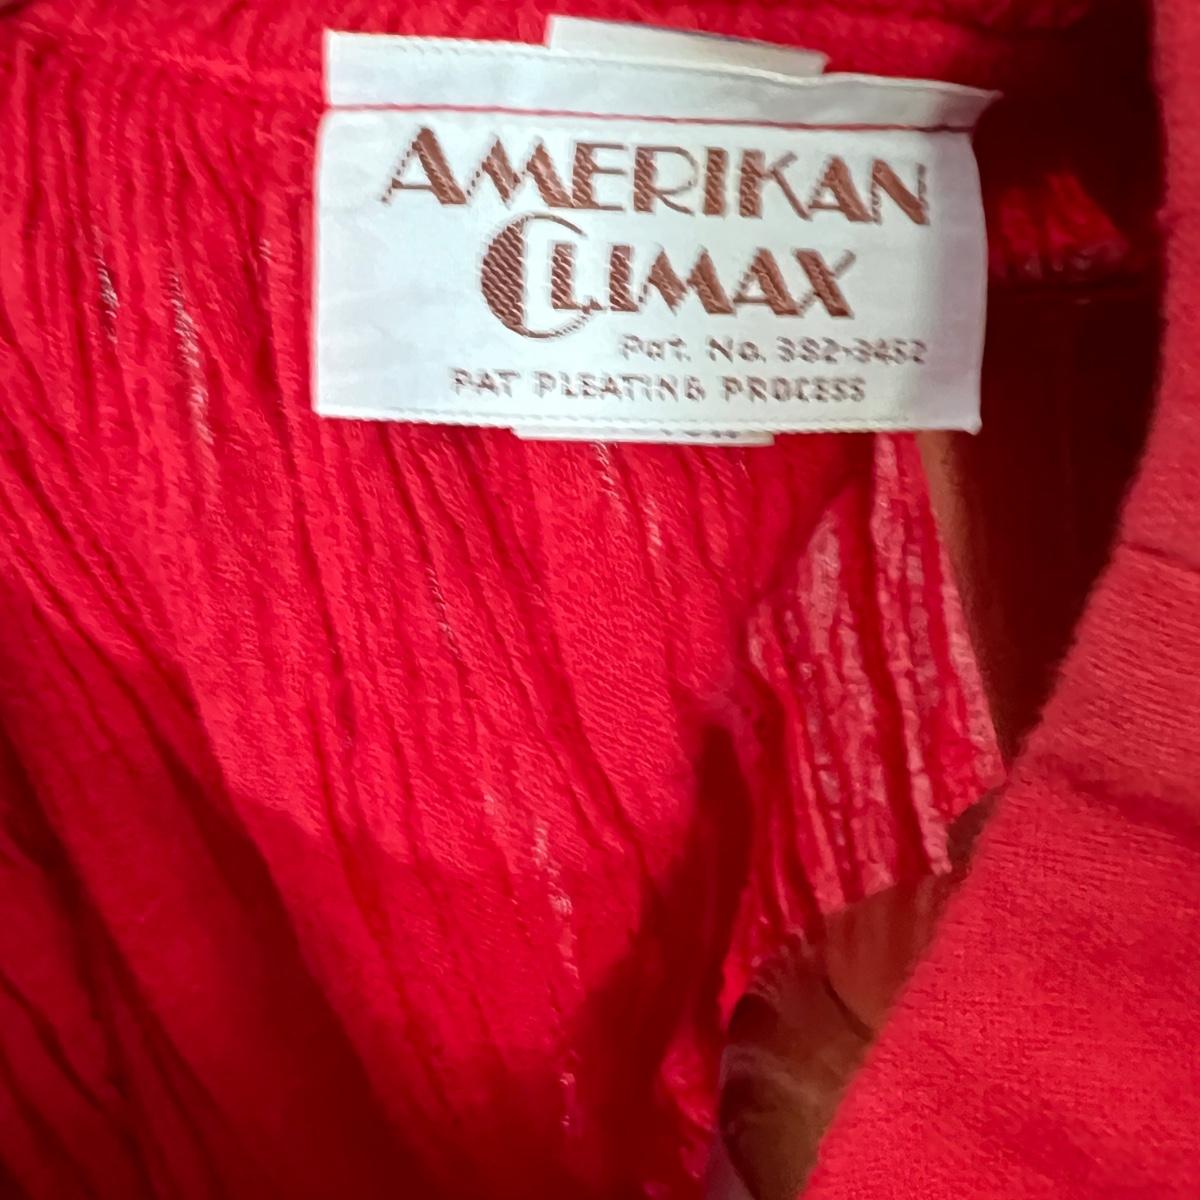 AMERIKAN
CLIMAX
Pat. No. 382-3452
PAT PLEATING PROCESS